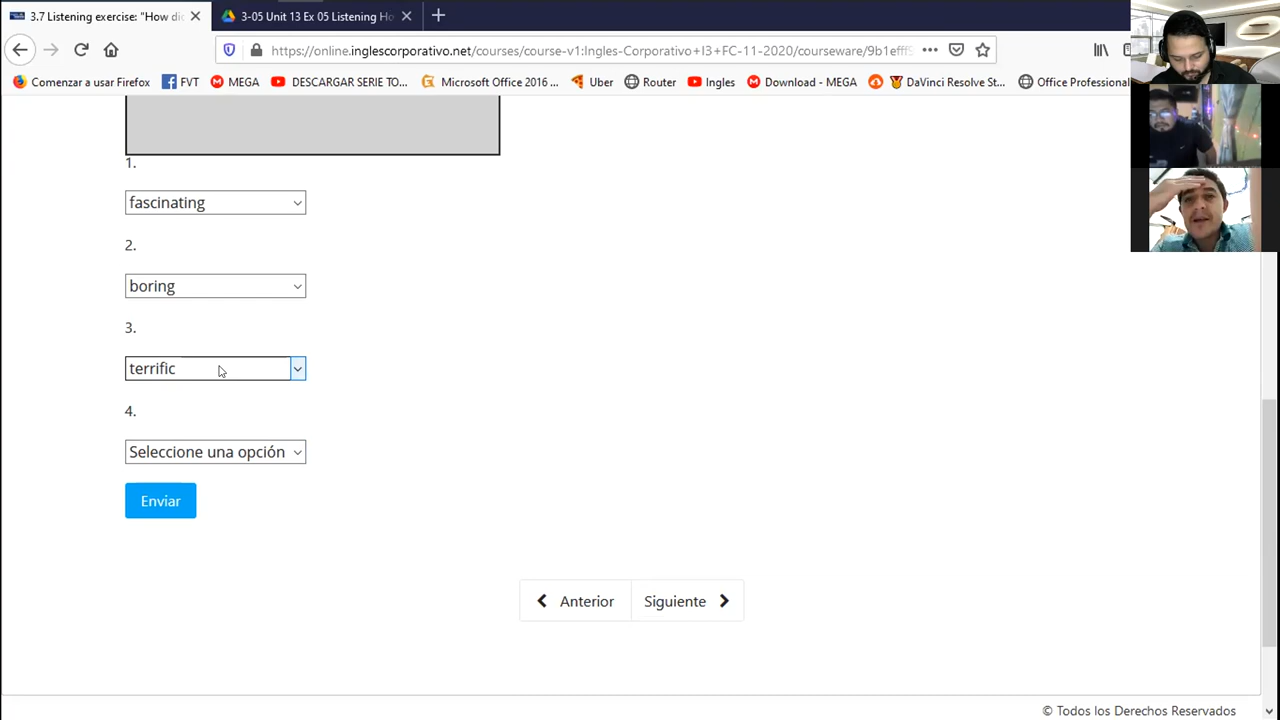 3.7 Listening exercise: "How di
3-05 Unit 13 Ex 05 Listening Ho
https://online.inglescorporativo.net/courses/course-v1:Ingles-Corporativo+I3+FC-11-2020/courseware/9b1efff5
Comenzar a usar Firefox
FVT
MEGA
DESCARGAR SERIE TO...
Microsoft Office 2016 ...
Uber
Router
Ingles
Download - MEGA
DaVinci Resolve St...
Office Professional
1.
fascinating
2.
boring
3.
terrific
4.
Seleccione una opción
Enviar
Anterior
Siguiente
© Todos los Derechos Reservados